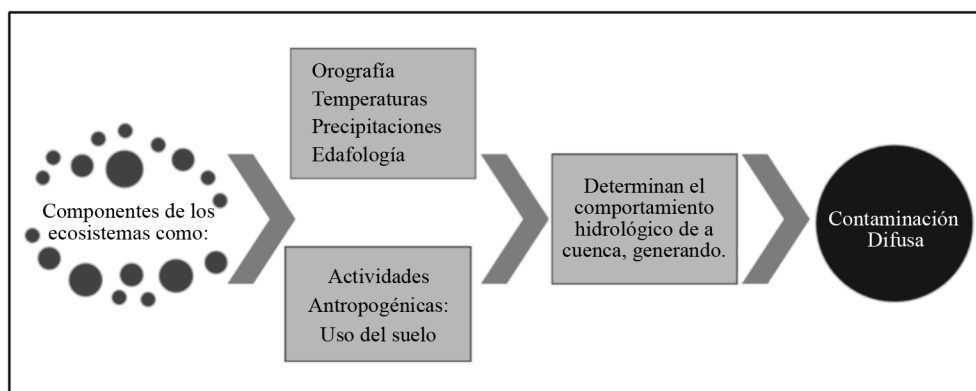 Componentes de los
ecosistemas como:
Orografía
Temperaturas
Precipitaciones
Edafología
Actividades
Antropogénicas:
Uso del suelo
Determinan el
comportamiento
hidrológico de a
cuenca, generando.
Contaminación
Difusa